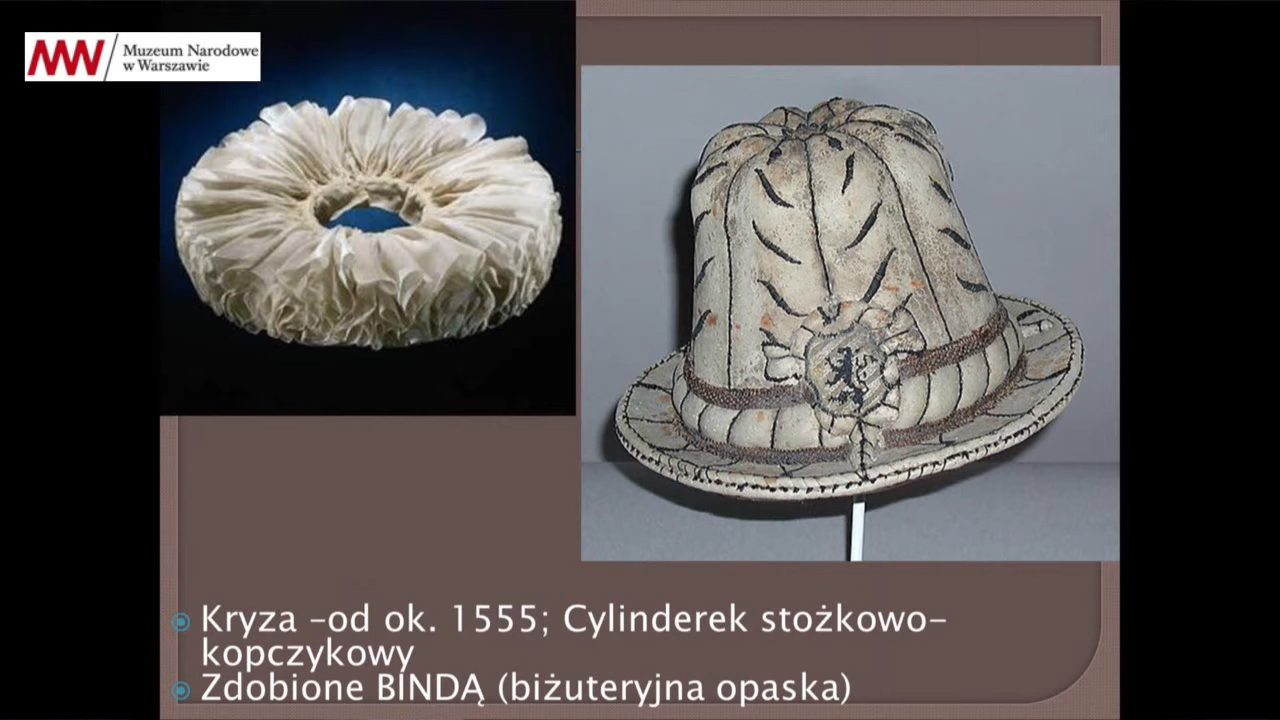 Muzeum Narodowe
w Warszawie
Kryza –od ok. 1555; Cylinderek stożkowo-
kopczykowy
Zdobione BINDĄ (biżuteryjna opaska)